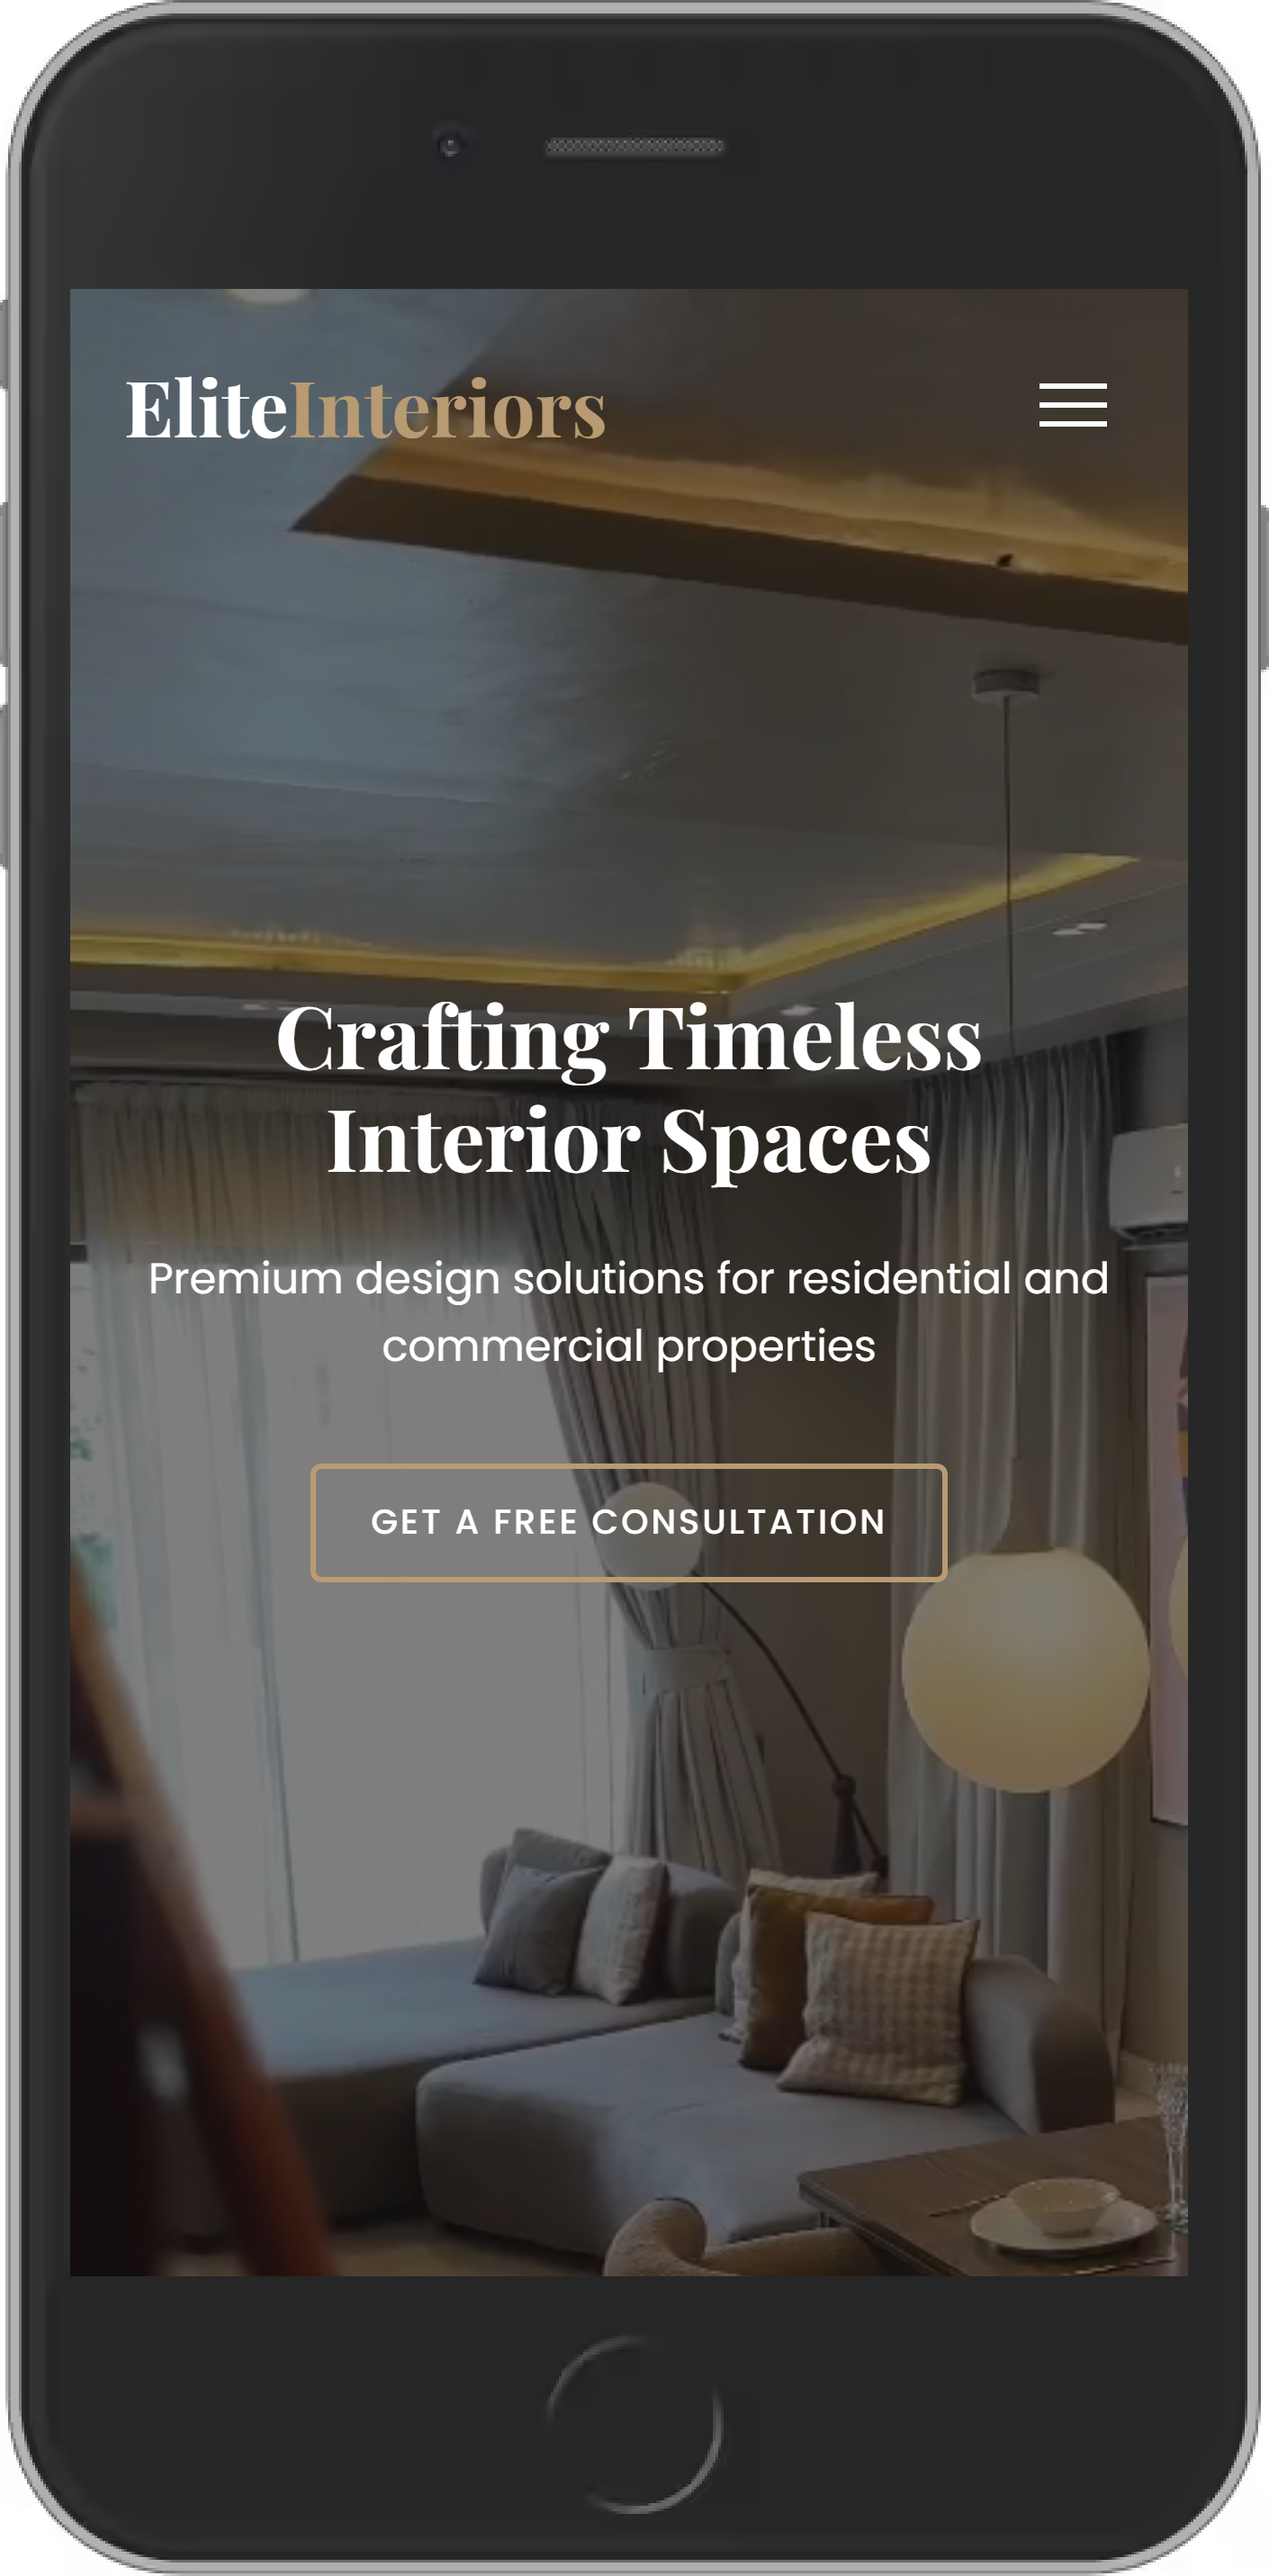 EliteInteriors
Crafting Timeless
Interior Spaces
Premium design solutions for residential and
commercial properties
GET A FREE CONSULTATION